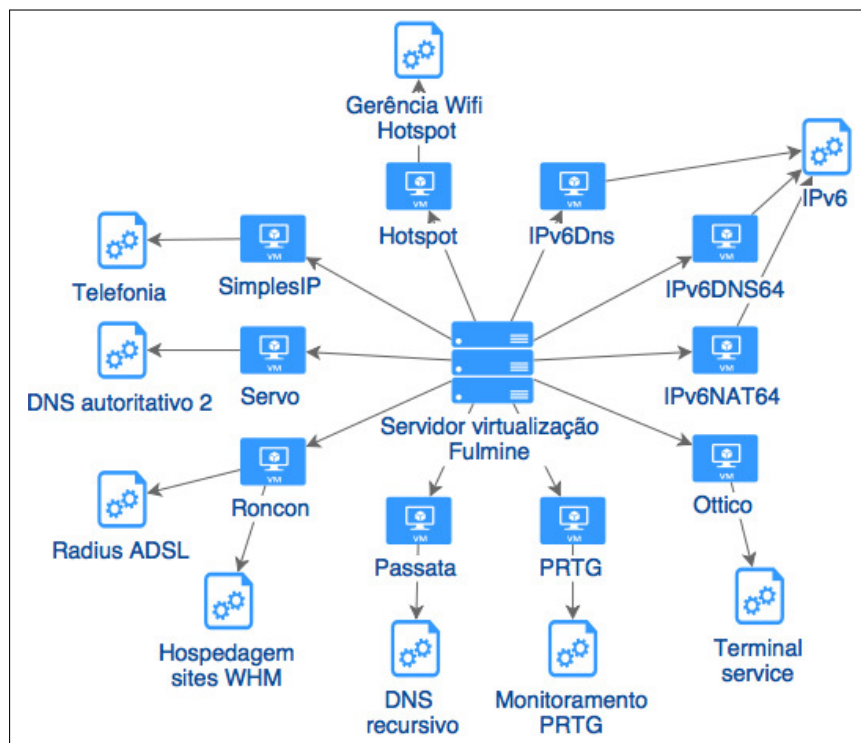 Gerência Wifi
Hotspot
VM
Hotspot
VM
IPv6Dns
IPv6
VM
SimplesIP
Telefonia
VM
IPv6DNS64
VM
Servo
DNS autoritativo 2
VM
IPv6NAT64
Servidor virtualização
Fulmine
VM
Roncon
VM
Ottico
Radius ADSL
VM
Passata
VM
PRTG
Hospedagem
sites WHM
DNS
recursivo
Monitoramento
PRTG
Terminal
service